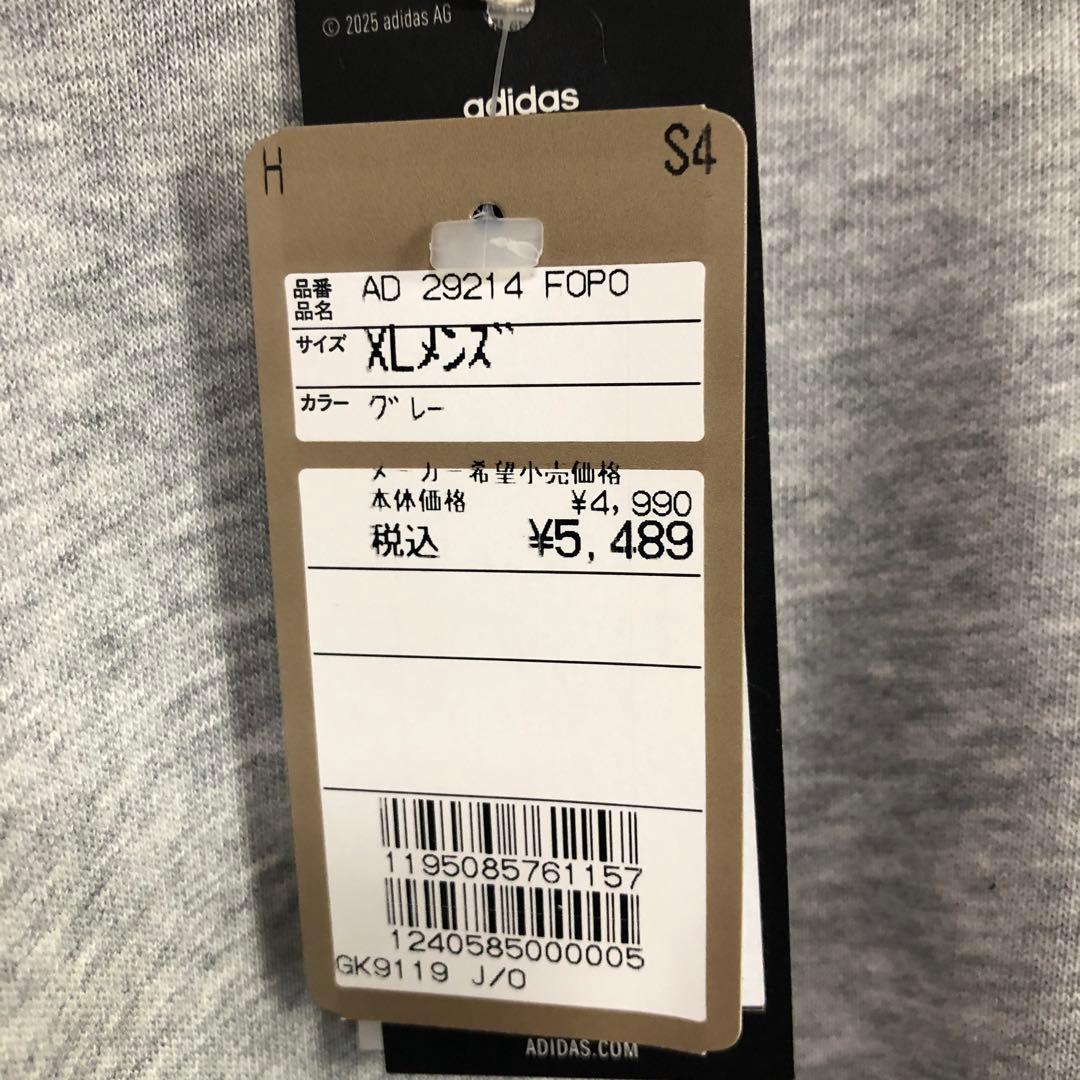 © 2025 adidas AG
adidas
H S4
品番 AD 29214 FOPO
品名
サイズ XLメンズ
カラー グレー
メーカー希望小売価格
本体価格 ¥4,990
税込 ¥5,489
1195085761157
1240585000005
GK9119 J/O
ADIDAS.COM